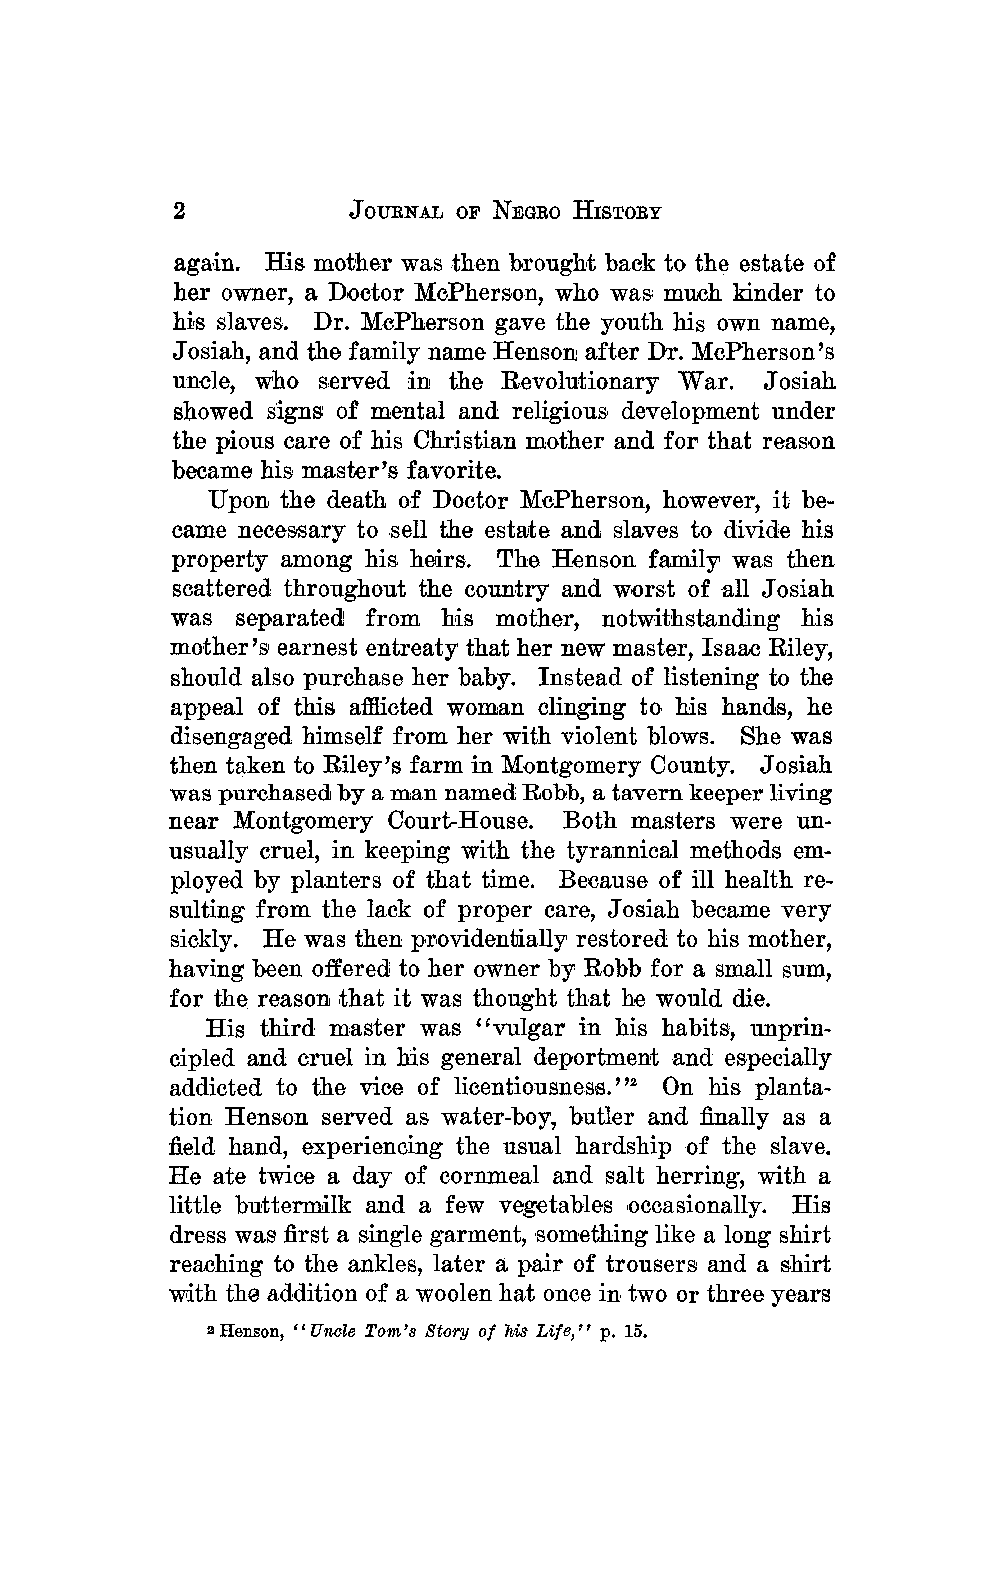 2 JOURNAL OF NEGRO HISTORY
again. His mother was then brought back to the estate of
her owner, a Doctor McPherson, who was much kinder to
his slaves. Dr. McPherson gave the youth his own name,
Josiah, and the family name Henson after Dr. McPherson's
uncle, who served in the Revolutionary War. Josiah
showed signs of mental and religious development under
the pious care of his Christian mother and for that reason
became his master's favorite.
Upon the death of Doctor McPherson, however, it be-
came necessary to sell the estate and slaves to divide his
property among his heirs. The Henson family was then
scattered throughout the country and worst of all Josiah
was separated from his mother, notwithstanding his
mother's earnest entreaty that her new master, Isaac Riley,
should also purchase her baby. Instead of listening to the
appeal of this afflicted woman clinging to his hands, he
disengaged himself from her with violent blows. She was
then taken to Riley's farm in Montgomery County. Josiah
was purchased by a man named Robb, a tavern keeper living
near Montgomery Court-House. Both masters were un-
usually cruel, in keeping with the tyrannical methods em-
ployed by planters of that time. Because of ill health re-
sulting from the lack of proper care, Josiah became very
sickly. He was then providentially restored to his mother,
having been offered to her owner by Robb for a small sum,
for the reason that it was thought that he would die.
His third master was "vulgar in his habits, unprin-
cipled and cruel in his general deportment and especially
addicted to the vice of licentiousness."² On his planta-
tion Henson served as water-boy, butler and finally as a
field hand, experiencing the usual hardship of the slave.
He ate twice a day of cornmeal and salt herring, with a
little buttermilk and a few vegetables occasionally. His
dress was first a single garment, something like a long shirt
reaching to the ankles, later a pair of trousers and a shirt
with the addition of a woolen hat once in two or three years
² Henson, "Uncle Tom's Story of his Life," p. 15.